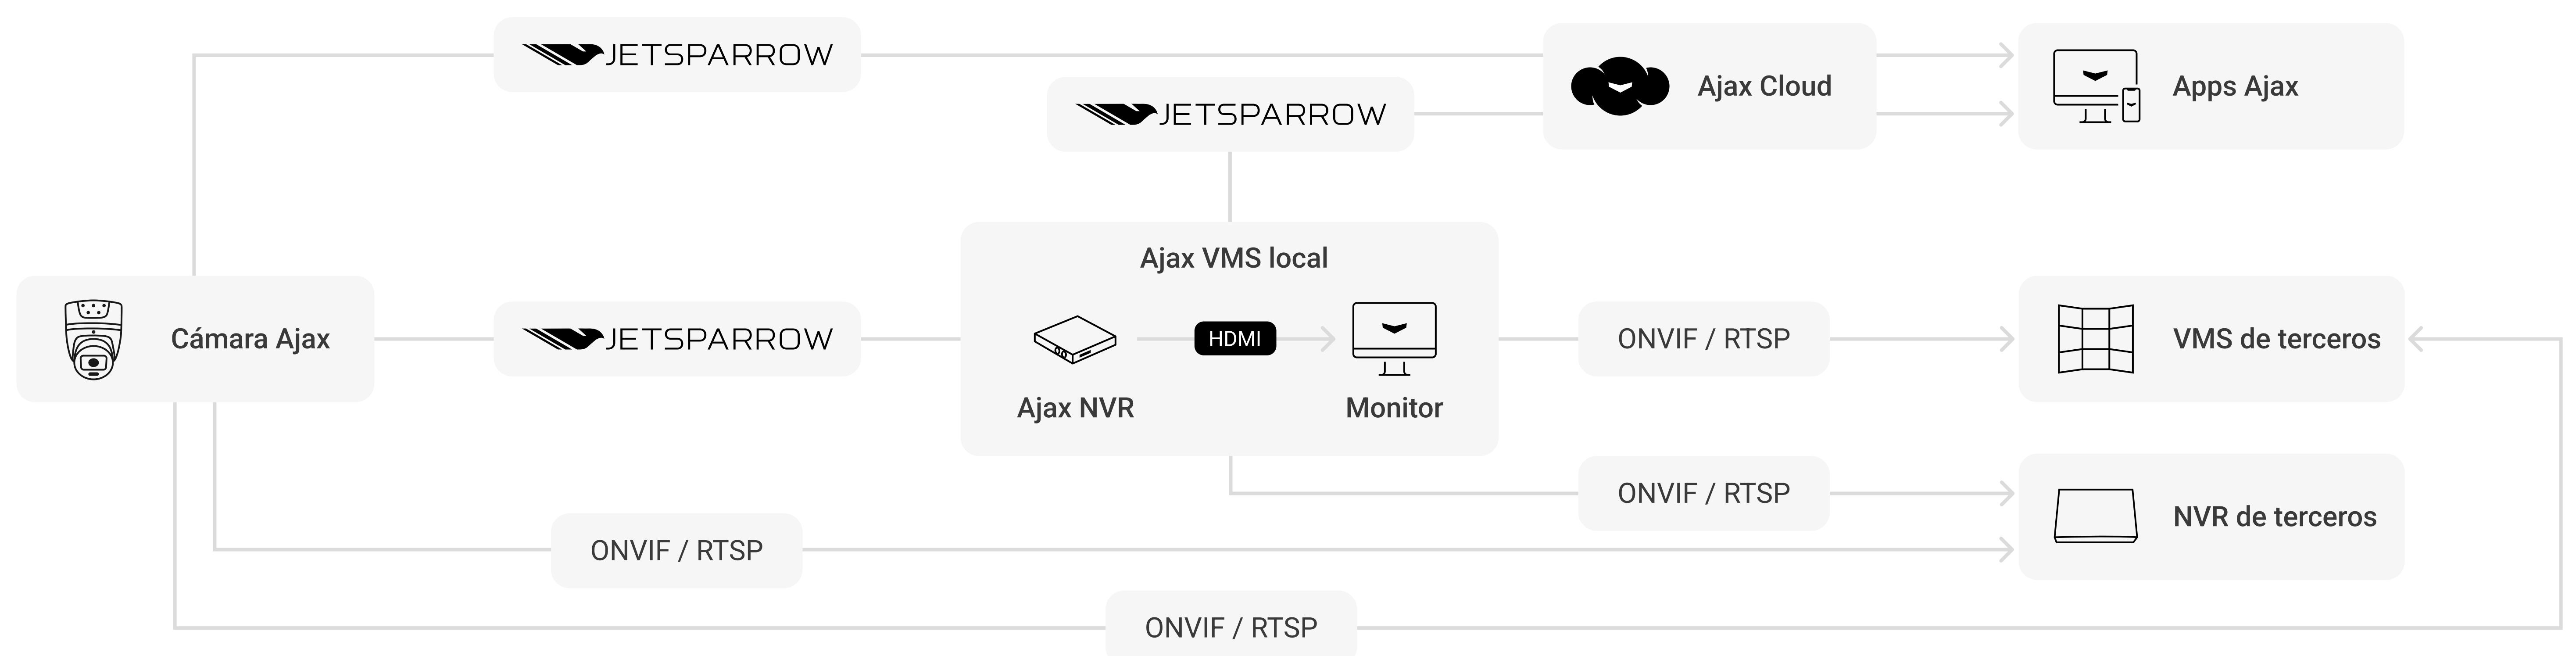 JETSPARROW
JETSPARROW
Ajax Cloud
Apps Ajax
Ajax VMS local
Cámara Ajax
JETSPARROW
HDMI
Ajax NVR
Monitor
ONVIF / RTSP
VMS de terceros
ONVIF / RTSP
NVR de terceros
ONVIF / RTSP
ONVIF / RTSP